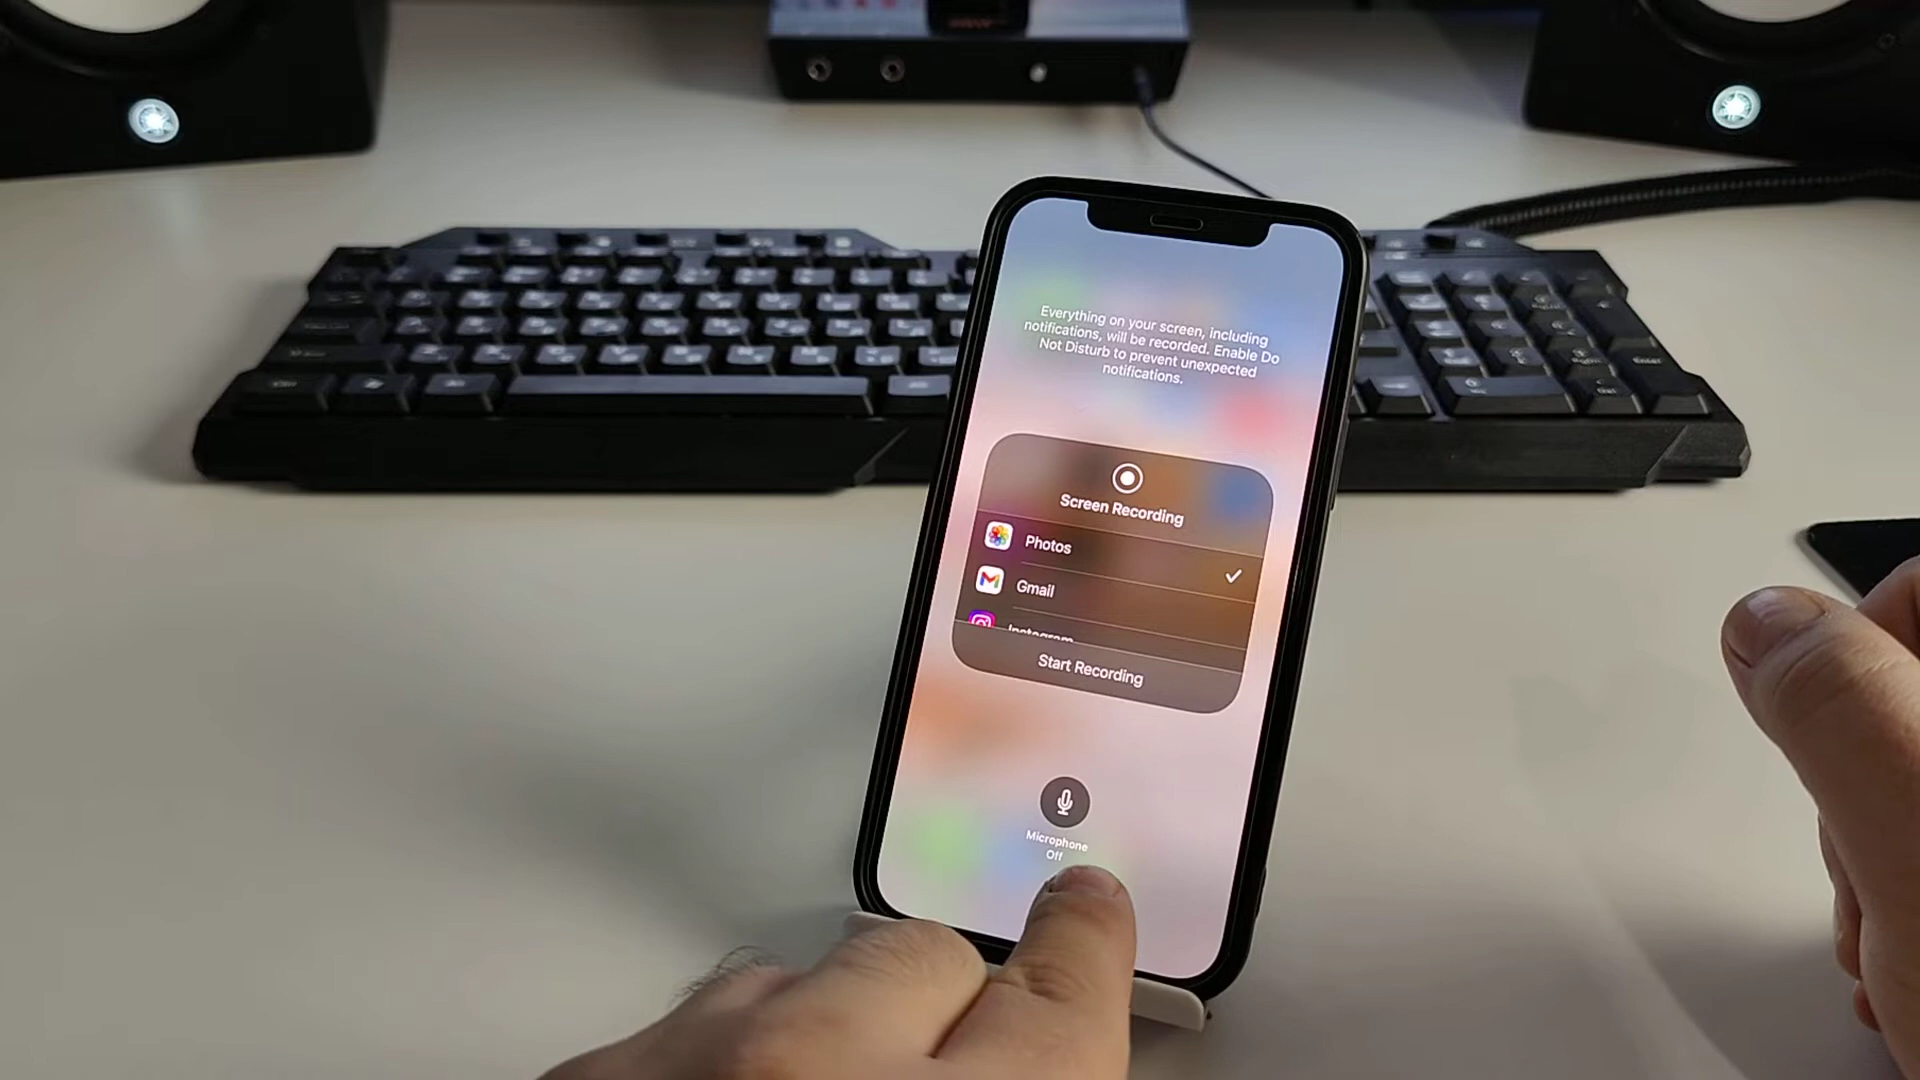 Everything on your screen, including
notifications, will be recorded. Enable Do
Not Disturb to prevent unexpected
notifications.
Screen Recording
Photos
Gmail
Instagram
Start Recording
Microphone
Off